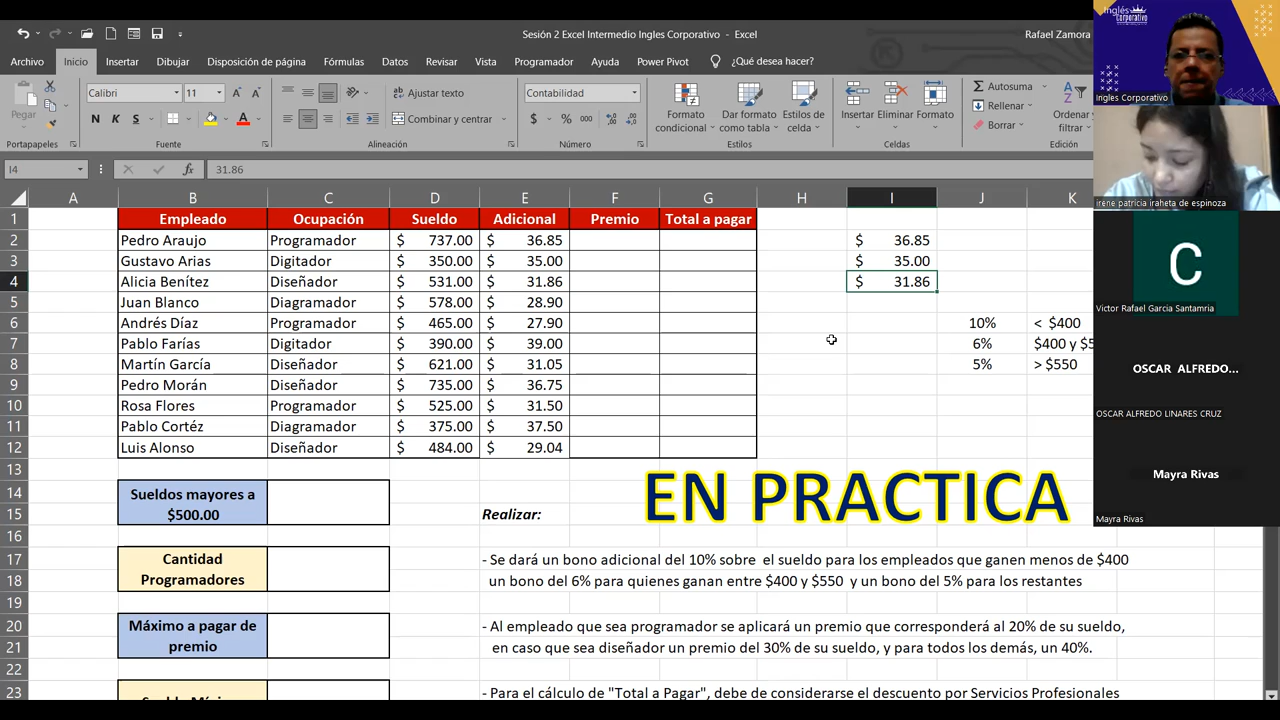 Sesión 2 Excel Intermedio Ingles Corporativo - Excel
Rafael Zamora
Archivo Inicio Insertar Dibujar Disposición de página Fórmulas Datos Revisar Vista Programador Ayuda Power Pivot ¿Qué desea hacer?
Pegar
Calibri 11
N K S
Ajustar texto
Combinar y centrar
Contabilidad
$ % 000
Formato condicional
Dar formato como tabla
Estilos de celda
Insertar Eliminar Formato
Autosuma
Rellenar
Borrar
Ordenar y filtrar
Portapapeles Fuente Alineación Número Estilos Celdas Edición
I4 fx 31.86
A B C D E F G H I J K
1 Empleado Ocupación Sueldo Adicional Premio Total a pagar
2 Pedro Araujo Programador $ 737.00 $ 36.85 $ 36.85
3 Gustavo Arias Digitador $ 350.00 $ 35.00 $ 35.00
4 Alicia Benítez Diseñador $ 531.00 $ 31.86 $ 31.86
5 Juan Blanco Diagramador $ 578.00 $ 28.90
6 Andrés Díaz Programador $ 465.00 $ 27.90 10% < $400
7 Pablo Farías Digitador $ 390.00 $ 39.00 6% $400 y $5
8 Martín García Diseñador $ 621.00 $ 31.05 5% > $550
9 Pedro Morán Diseñador $ 735.00 $ 36.75
10 Rosa Flores Programador $ 525.00 $ 31.50
11 Pablo Cortéz Diagramador $ 375.00 $ 37.50
12 Luis Alonso Diseñador $ 484.00 $ 29.04
13
14 Sueldos mayores a
15 $500.00 Realizar:
EN PRACTICA
16
17 Cantidad - Se dará un bono adicional del 10% sobre el sueldo para los empleados que ganen menos de $400
18 Programadores un bono del 6% para quienes ganan entre $400 y $550 y un bono del 5% para los restantes
19
20 Máximo a pagar de - Al empleado que sea programador se aplicará un premio que corresponderá al 20% de su sueldo,
21 premio en caso que sea diseñador un premio del 30% de su sueldo, y para todos los demás, un 40%.
22
23 - Para el cálculo de "Total a Pagar", debe de considerarse el descuento por Servicios Profesionales
Inglés
Corporativo
Ingles Corporativo
irene patricia iraheta de espinoza
C
Victor Rafael Garcia Santamria
OSCAR ALFREDO...
OSCAR ALFREDO LINARES CRUZ
Mayra Rivas
Mayra Rivas